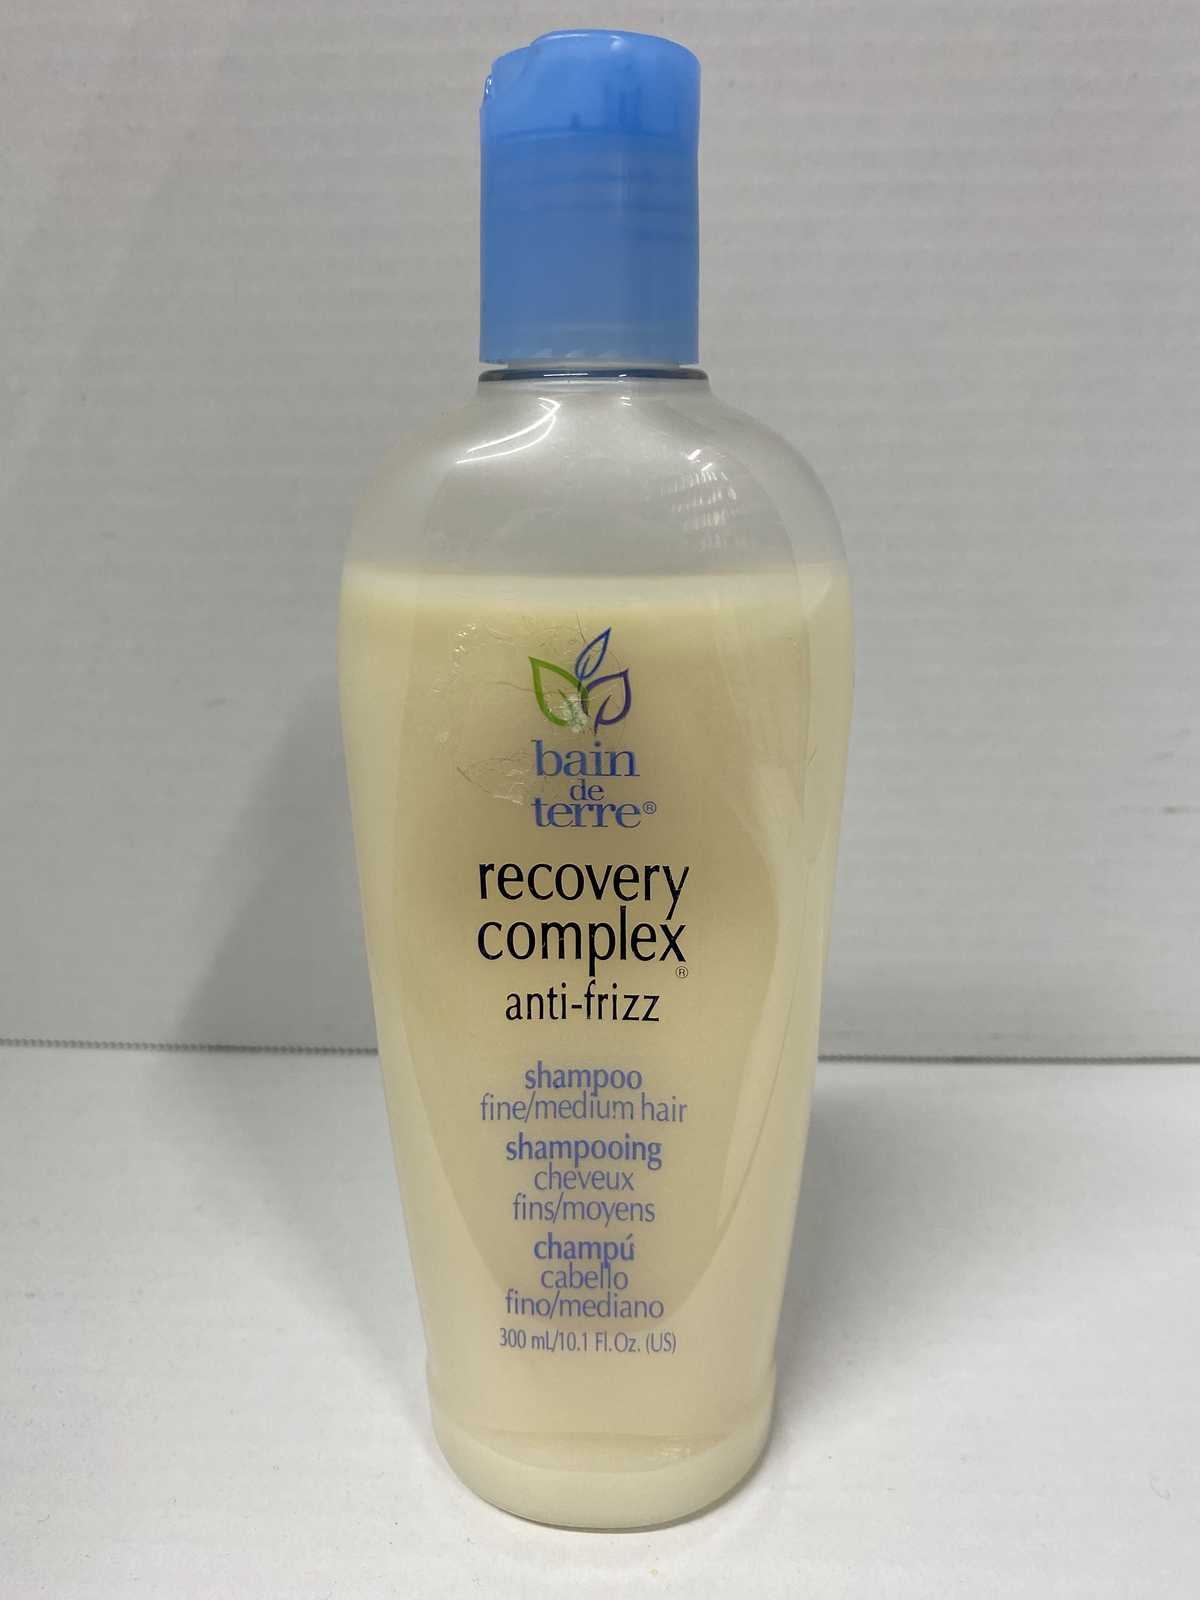 bain
de
terre®
recovery
complex®
anti-frizz
shampoo
fine/medium hair
shampooing
cheveux
fins/moyens
champú
cabello
fino/mediano
300 mL/10.1 Fl.Oz. (US)